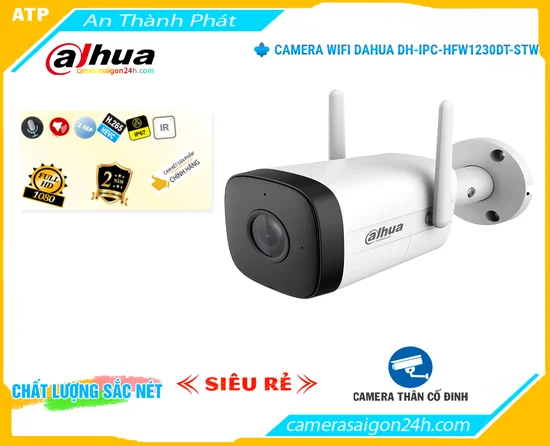 ATP
An Thành Phát
alhua
camerasaigon24h.com
CAMERA WIFI DAHUA DH-IPC-HFW1230DT-STW
2 MP
H.265
HEVC
IP67
IR
FULL HD
1080
2
NĂM
CAM KẾT SẢN PHẨM
CHÍNH HÃNG
alhua
CHẤT LƯỢNG SẮC NÉT
SIÊU RẺ
CAMERA THÂN CỐ ĐỊNH
camerasaigon24h.com